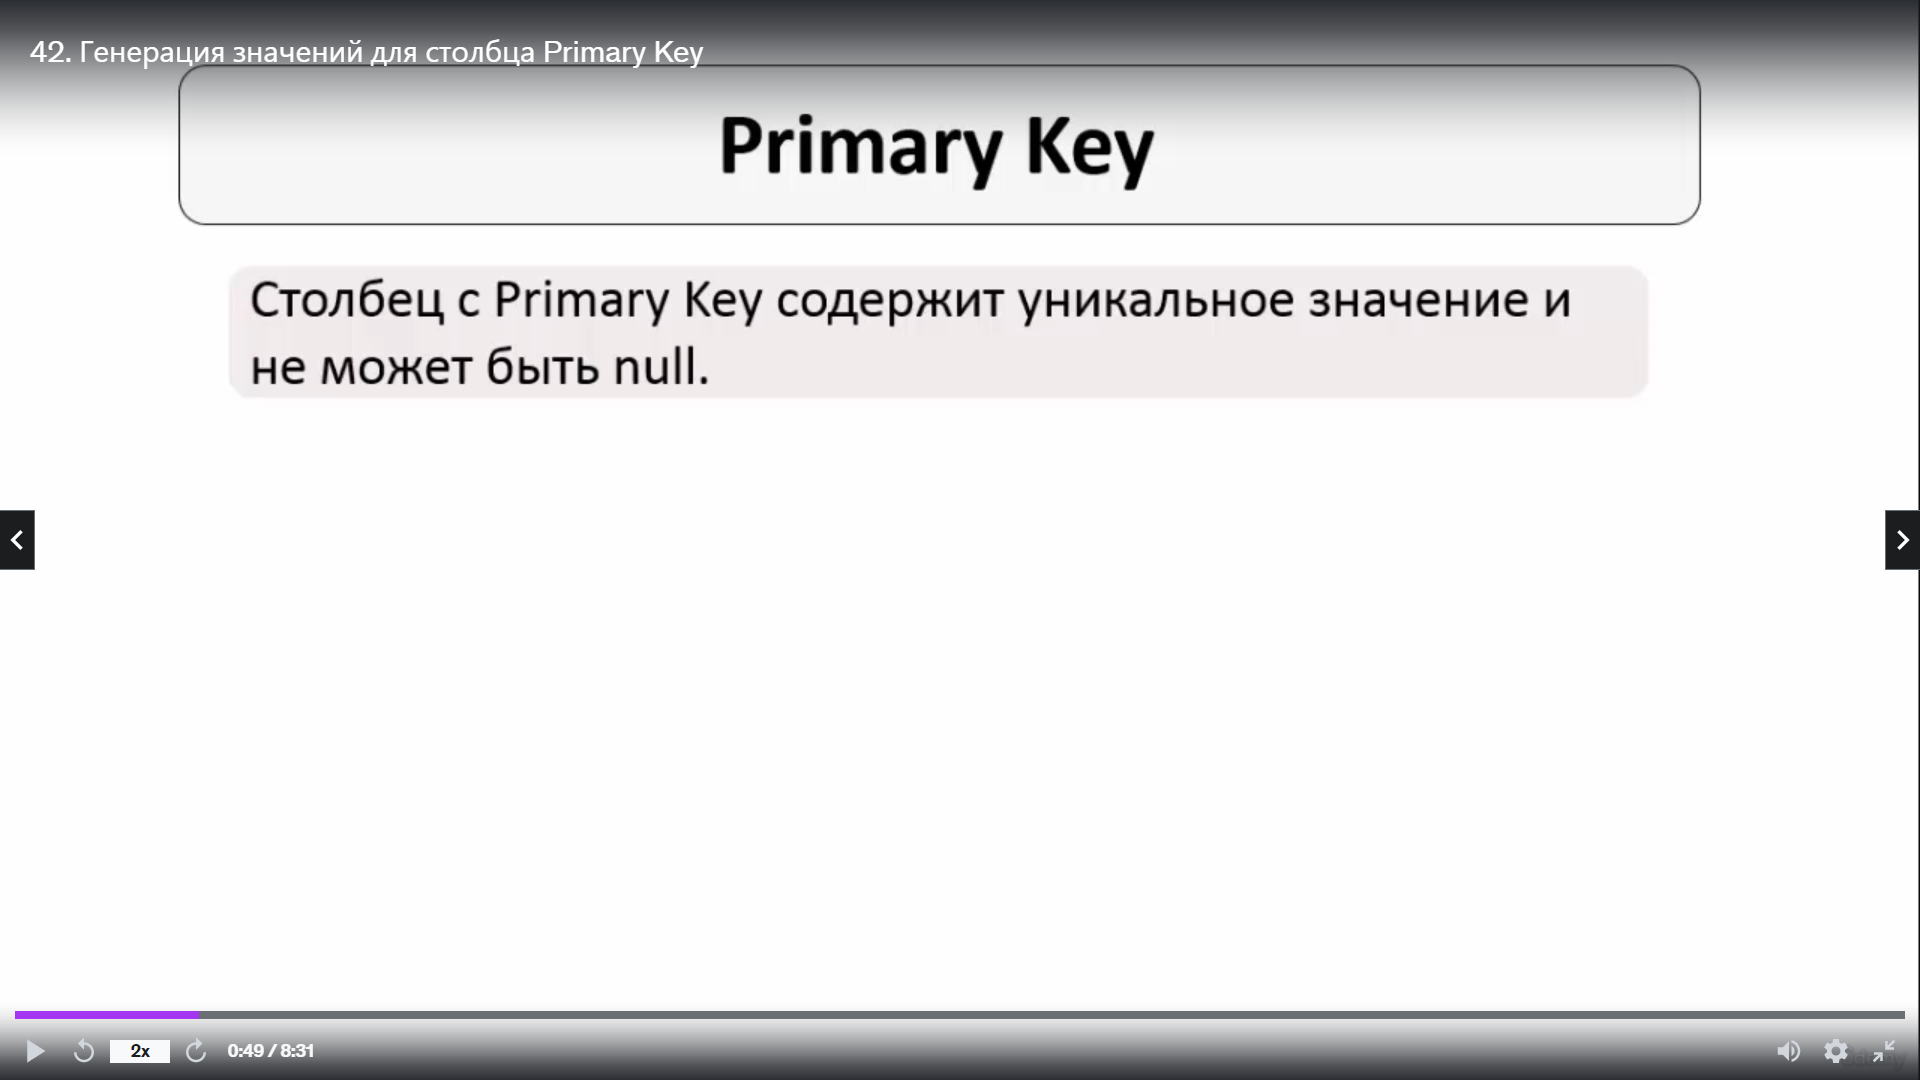 42. Генерация значений для столбца Primary Key
Primary Key
Столбец с Primary Key содержит уникальное значение и
не может быть null.
2x
0:49 / 8:31